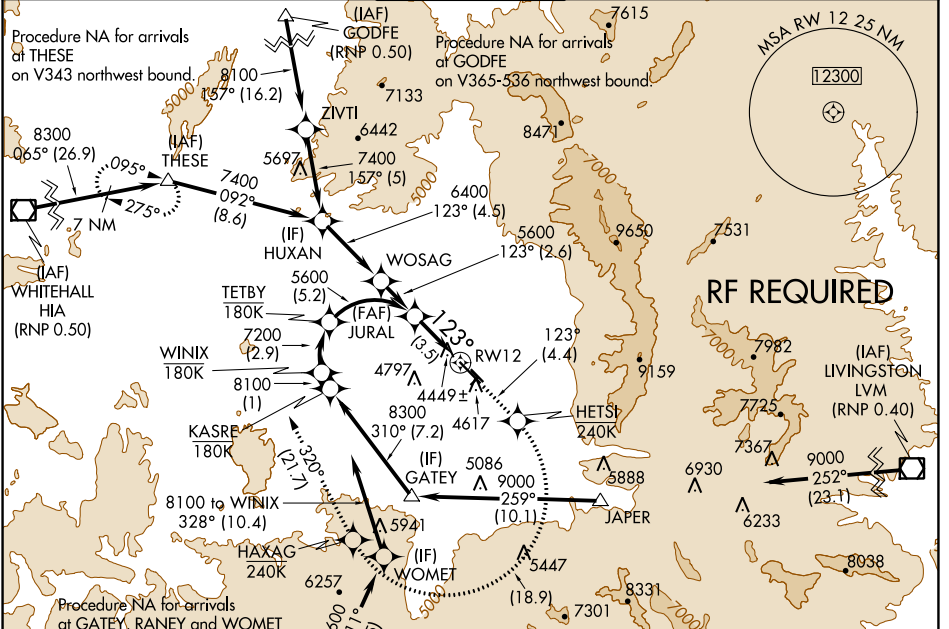 Procedure NA for arrivals
at THESE
on V343 northwest bound.
(IAF)
GODFE
(RNP 0.50)
Procedure NA for arrivals
at GODFE
on V365-536 northwest bound.
7615
MSA RW 12 25 NM
12300
8100
157° (16.2)
7133
ZIVTI
6442
8471
7000
8300
065° (26.9)
(IAF)
THESE
095°
275°
7 NM
5697
7400
157° (5)
5000
7400
092°
(8.6)
6400
123° (4.5)
(IF)
HUXAN
5600
123° (2.6)
9650
7531
(IAF)
WHITEHALL
HIA
(RNP 0.50)
WOSAG
5600
(5.2)
TETBY
180K
(FAF)
JURAL
RF REQUIRED
123°
(3.5)
RW12
123°
(4.4)
7200
(2.9)
WINIX
180K
8100
(1)
4797
4449±
4617
9159
7982
(IAF)
LIVINGSTON
LVM
(RNP 0.40)
7725
KASRE
180K
8300
310° (7.2)
HETSI
240K
320°
(21.7)
(IF)
GATEY
5086
9000
259°
(10.1)
5888
JAPER
6930
7367
9000
252°
(23.1)
6233
8100 to WINIX
328° (10.4)
5941
HAXAG
240K
(IF)
WOMET
5447
(18.9)
6257
5000
7301
8331
7000
8038
Procedure NA for arrivals
at GATEY, RANEY and WOMET